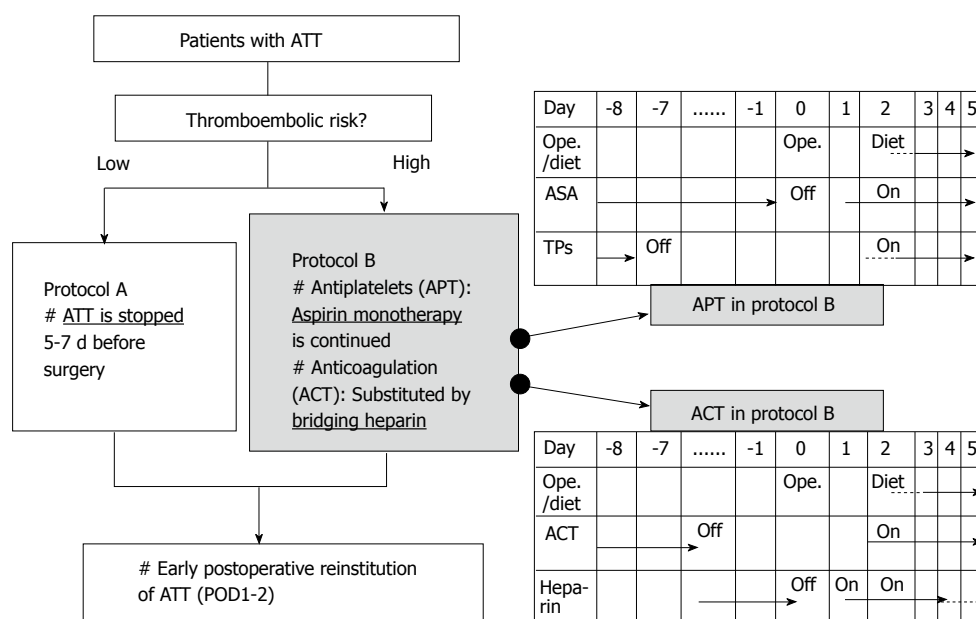 Patients with ATT
Thromboembolic risk?
Low
High
Protocol A
# ATT is stopped
5-7 d before
surgery
Protocol B
# Antiplatelets (APT):
Aspirin monotherapy
is continued
# Anticoagulation
(ACT): Substituted by
bridging heparin
# Early postoperative reinstitution
of ATT (POD1-2)
Day -8 -7 ...... -1 0 1 2 3 4 5
Ope. Ope. Diet
/diet
ASA Off On
TPs Off On
APT in protocol B
ACT in protocol B
Day -8 -7 ...... -1 0 1 2 3 4 5
Ope. Ope. Diet
/diet
ACT Off On
Hepa- Off On On
rin